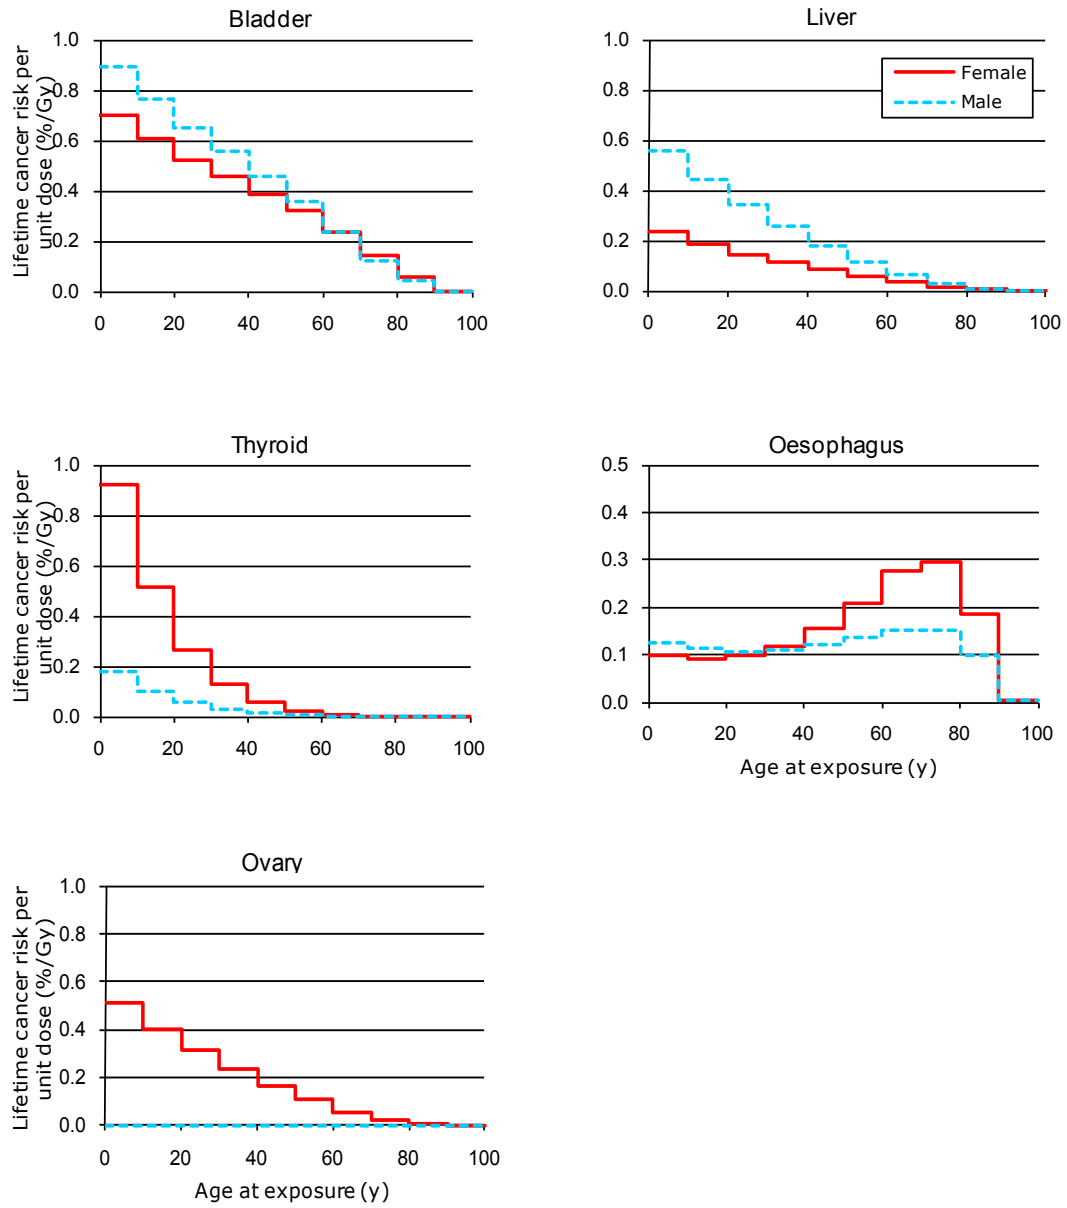 Bladder
Lifetime cancer risk per
unit dose (%/Gy)
1.0
0.8
0.6
0.4
0.2
0.0
0 20 40 60 80 100
Liver
1.0
0.8
0.6
0.4
0.2
0.0
0 20 40 60 80 100
Female
Male
Thyroid
Lifetime cancer risk per
unit dose (%/Gy)
1.0
0.8
0.6
0.4
0.2
0.0
0 20 40 60 80 100
Oesophagus
0.5
0.4
0.3
0.2
0.1
0.0
0 20 40 60 80 100
Age at exposure (y)
Ovary
Lifetime cancer risk per
unit dose (%/Gy)
1.0
0.8
0.6
0.4
0.2
0.0
0 20 40 60 80 100
Age at exposure (y)